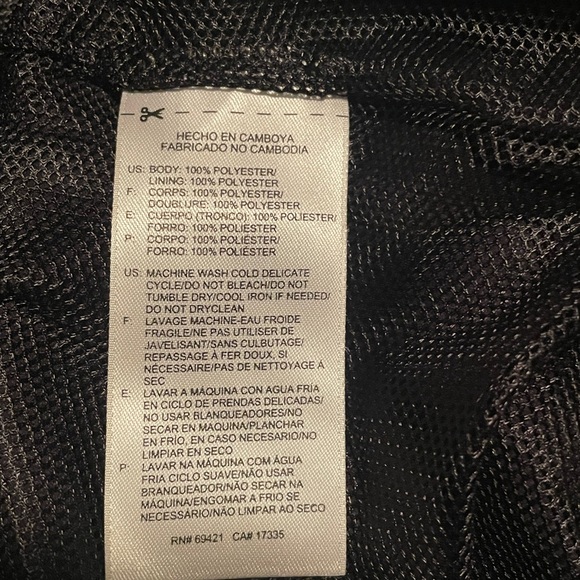 HECHO EN CAMBOYA
FABRICADO NO CAMBODIA
US: BODY: 100% POLYESTER/
LINING: 100% POLYESTER
F: CORPS: 100% POLYESTER/
DOUBLURE: 100% POLYESTER
E: CUERPO (TRONCO): 100% POLIÉSTER/
FORRO: 100% POLIÉSTER
P: CORPO: 100% POLIÉSTER/
FORRO: 100% POLIÉSTER
US: MACHINE WASH COLD DELICATE
CYCLE/DO NOT BLEACH/DO NOT
TUMBLE DRY/COOL IRON IF NEEDED/
DO NOT DRYCLEAN
F: LAVAGE MACHINE-EAU FROIDE
FRAGILE/NE PAS UTILISER DE
JAVELISANT/SANS CULBUTAGE/
REPASSAGE À FER DOUX, SI
NÉCESSAIRE/PAS DE NETTOYAGE À
SEC
E: LAVAR A MÁQUINA CON AGUA FRIA
EN CICLO DE PRENDAS DELICADAS/
NO USAR BLANQUEADORES/NO
SECAR EN MAQUINA/PLANCHAR
EN FRÍO, EN CASO NECESARIO/NO
LIMPIAR EN SECO
P: LAVAR NA MÁQUINA COM ÁGUA
FRIA CICLO SUAVE/NÃO USAR
BRANQUEADOR/NÃO SECAR NA
MÁQUINA/ENGOMAR A FRIO SE
NECESSÁRIO/NÃO LIMPAR AO SECO
RN# 69421 CA# 17335